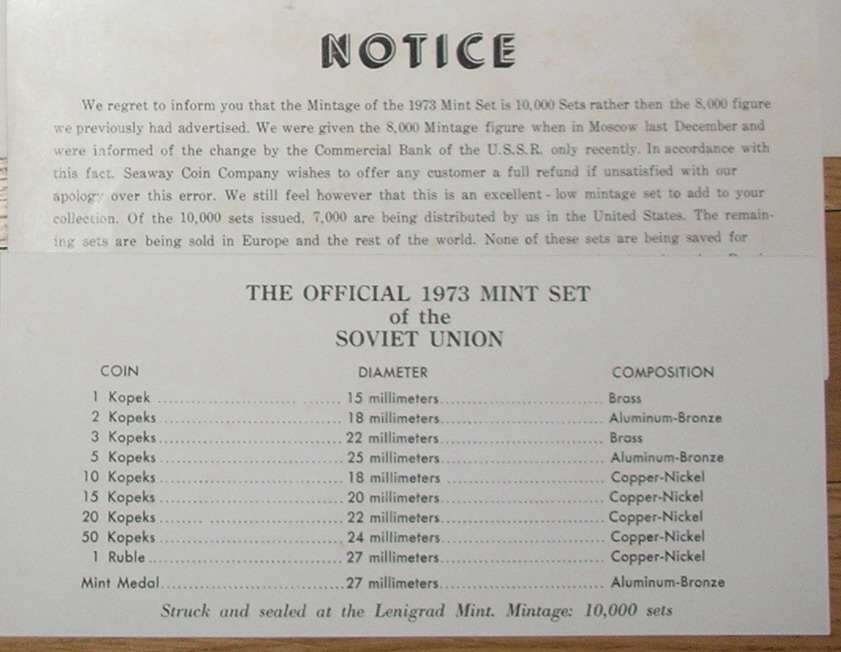 NOTICE
We regret to inform you that the Mintage of the 1973 Mint Set is 10,000 Sets rather then the 8,000 figure
we previously had advertised. We were given the 8,000 Mintage figure when in Moscow last December and
were informed of the change by the Commercial Bank of the U.S.S.R. only recently. In accordance with
this fact. Seaway Coin Company wishes to offer any customer a full refund if unsatisfied with our
apology over this error. We still feel however that this is an excellent - low mintage set to add to your
collection. Of the 10,000 sets issued, 7,000 are being distributed by us in the United States. The remain-
ing sets are being sold in Europe and the rest of the world. None of these sets are being saved for
THE OFFICIAL 1973 MINT SET
of the
SOVIET UNION
COIN DIAMETER COMPOSITION
1 Kopek ........................... ...... 15 millimeters............................ Brass
2 Kopeks .................................. 18 millimeters............................ Aluminum-Bronze
3 Kopeks.................................. 22 millimeters............................ Brass
5 Kopeks .................................. 25 millimeters............................ Aluminum-Bronze
10 Kopeks .................................. 18 millimeters ........................... Copper-Nickel
15 Kopeks .................................. 20 millimeters............................ Copper-Nickel
20 Kopeks ....... ......................... 22 millimeters............................ Copper-Nickel
50 Kopeks .................................. 24 millimeters............................ Copper-Nickel
1 Ruble .................................... 27 millimeters............................ Copper-Nickel
Mint Medal.................................. 27 millimeters............................ Aluminum-Bronze
Struck and sealed at the Lenigrad Mint. Mintage: 10,000 sets